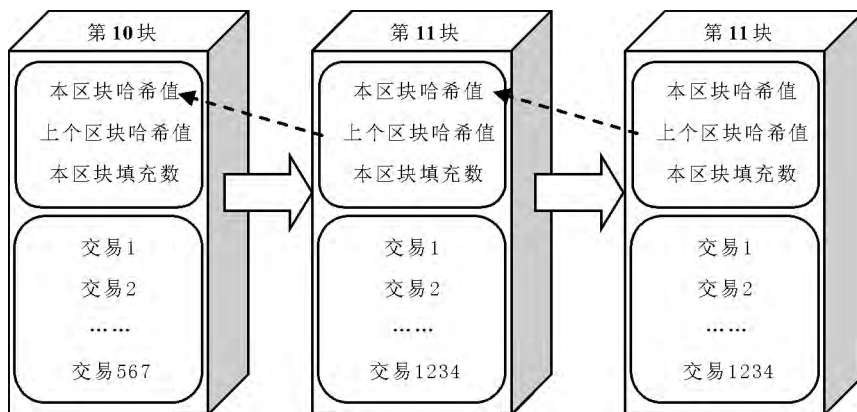 第10块
本区块哈希值
上个区块哈希值
本区块填充数
交易1
交易2
……
交易567
第11块
本区块哈希值
上个区块哈希值
本区块填充数
交易1
交易2
……
交易1234
第11块
本区块哈希值
上个区块哈希值
本区块填充数
交易1
交易2
……
交易1234